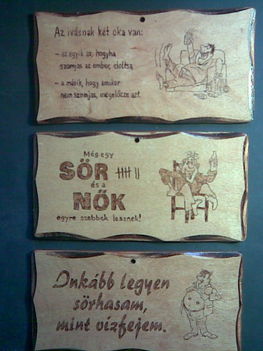 Az ivásnak két oka van:
- az egyik az, hogyha
szomjas az ember, eloltsa,
- a másik, hogy amikor
nem szomjas, megelőzze azt.
Még egy
SÖR
és a
NŐK
egyre szebbek lesznek!
Inkább legyen
sörhasam,
mint vízfejem.